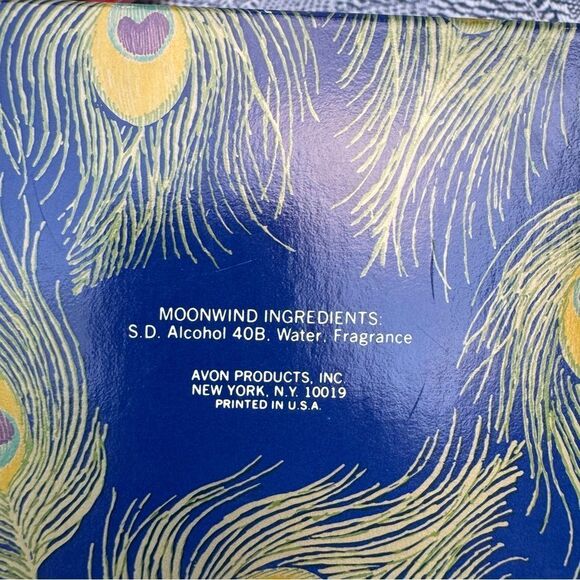 MOONWIND INGREDIENTS:
S.D. Alcohol 40B, Water, Fragrance
AVON PRODUCTS, INC
NEW YORK, N.Y. 10019
PRINTED IN U.S.A.